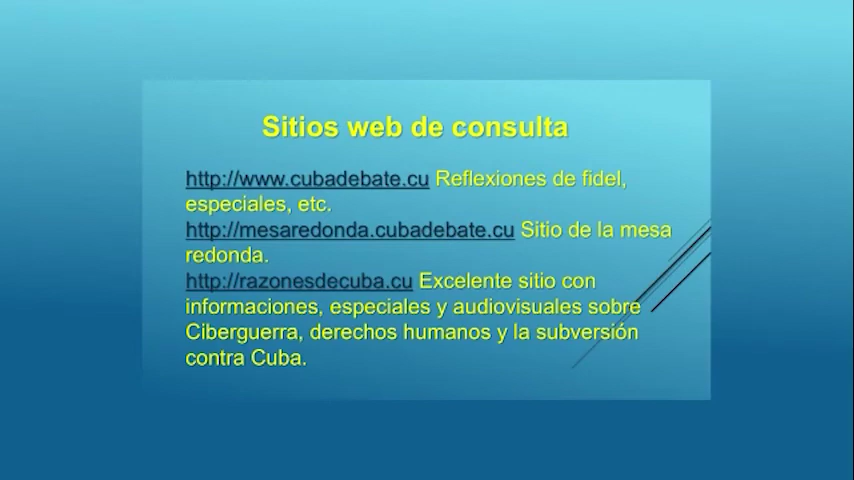 Sitios web de consulta
http://www.cubadebate.cu Reflexiones de fidel,
especiales, etc.
http://mesaredonda.cubadebate.cu Sitio de la mesa
redonda.
http://razonesdecuba.cu Excelente sitio con
informaciones, especiales y audiovisuales sobre
Ciberguerra, derechos humanos y la subversión
contra Cuba.